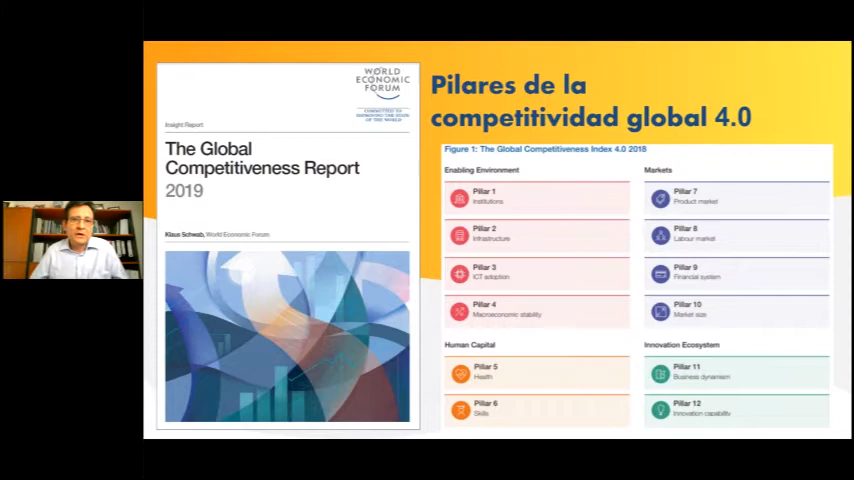 WORLD
ECONOMIC
FORUM
COMMITTED TO
IMPROVING THE STATE
OF THE WORLD
Insight Report
The Global
Competitiveness Report
2019
Klaus Schwab, World Economic Forum
Pilares de la
competitividad global 4.0
Figure 1: The Global Competitiveness Index 4.0 2018
Enabling Environment
Pillar 1
Institutions
Pillar 2
Infrastructure
Pillar 3
ICT adoption
Pillar 4
Macroeconomic stability
Human Capital
Pillar 5
Health
Pillar 6
Skills
Markets
Pillar 7
Product market
Pillar 8
Labour market
Pillar 9
Financial system
Pillar 10
Market size
Innovation Ecosystem
Pillar 11
Business dynamism
Pillar 12
Innovation capability